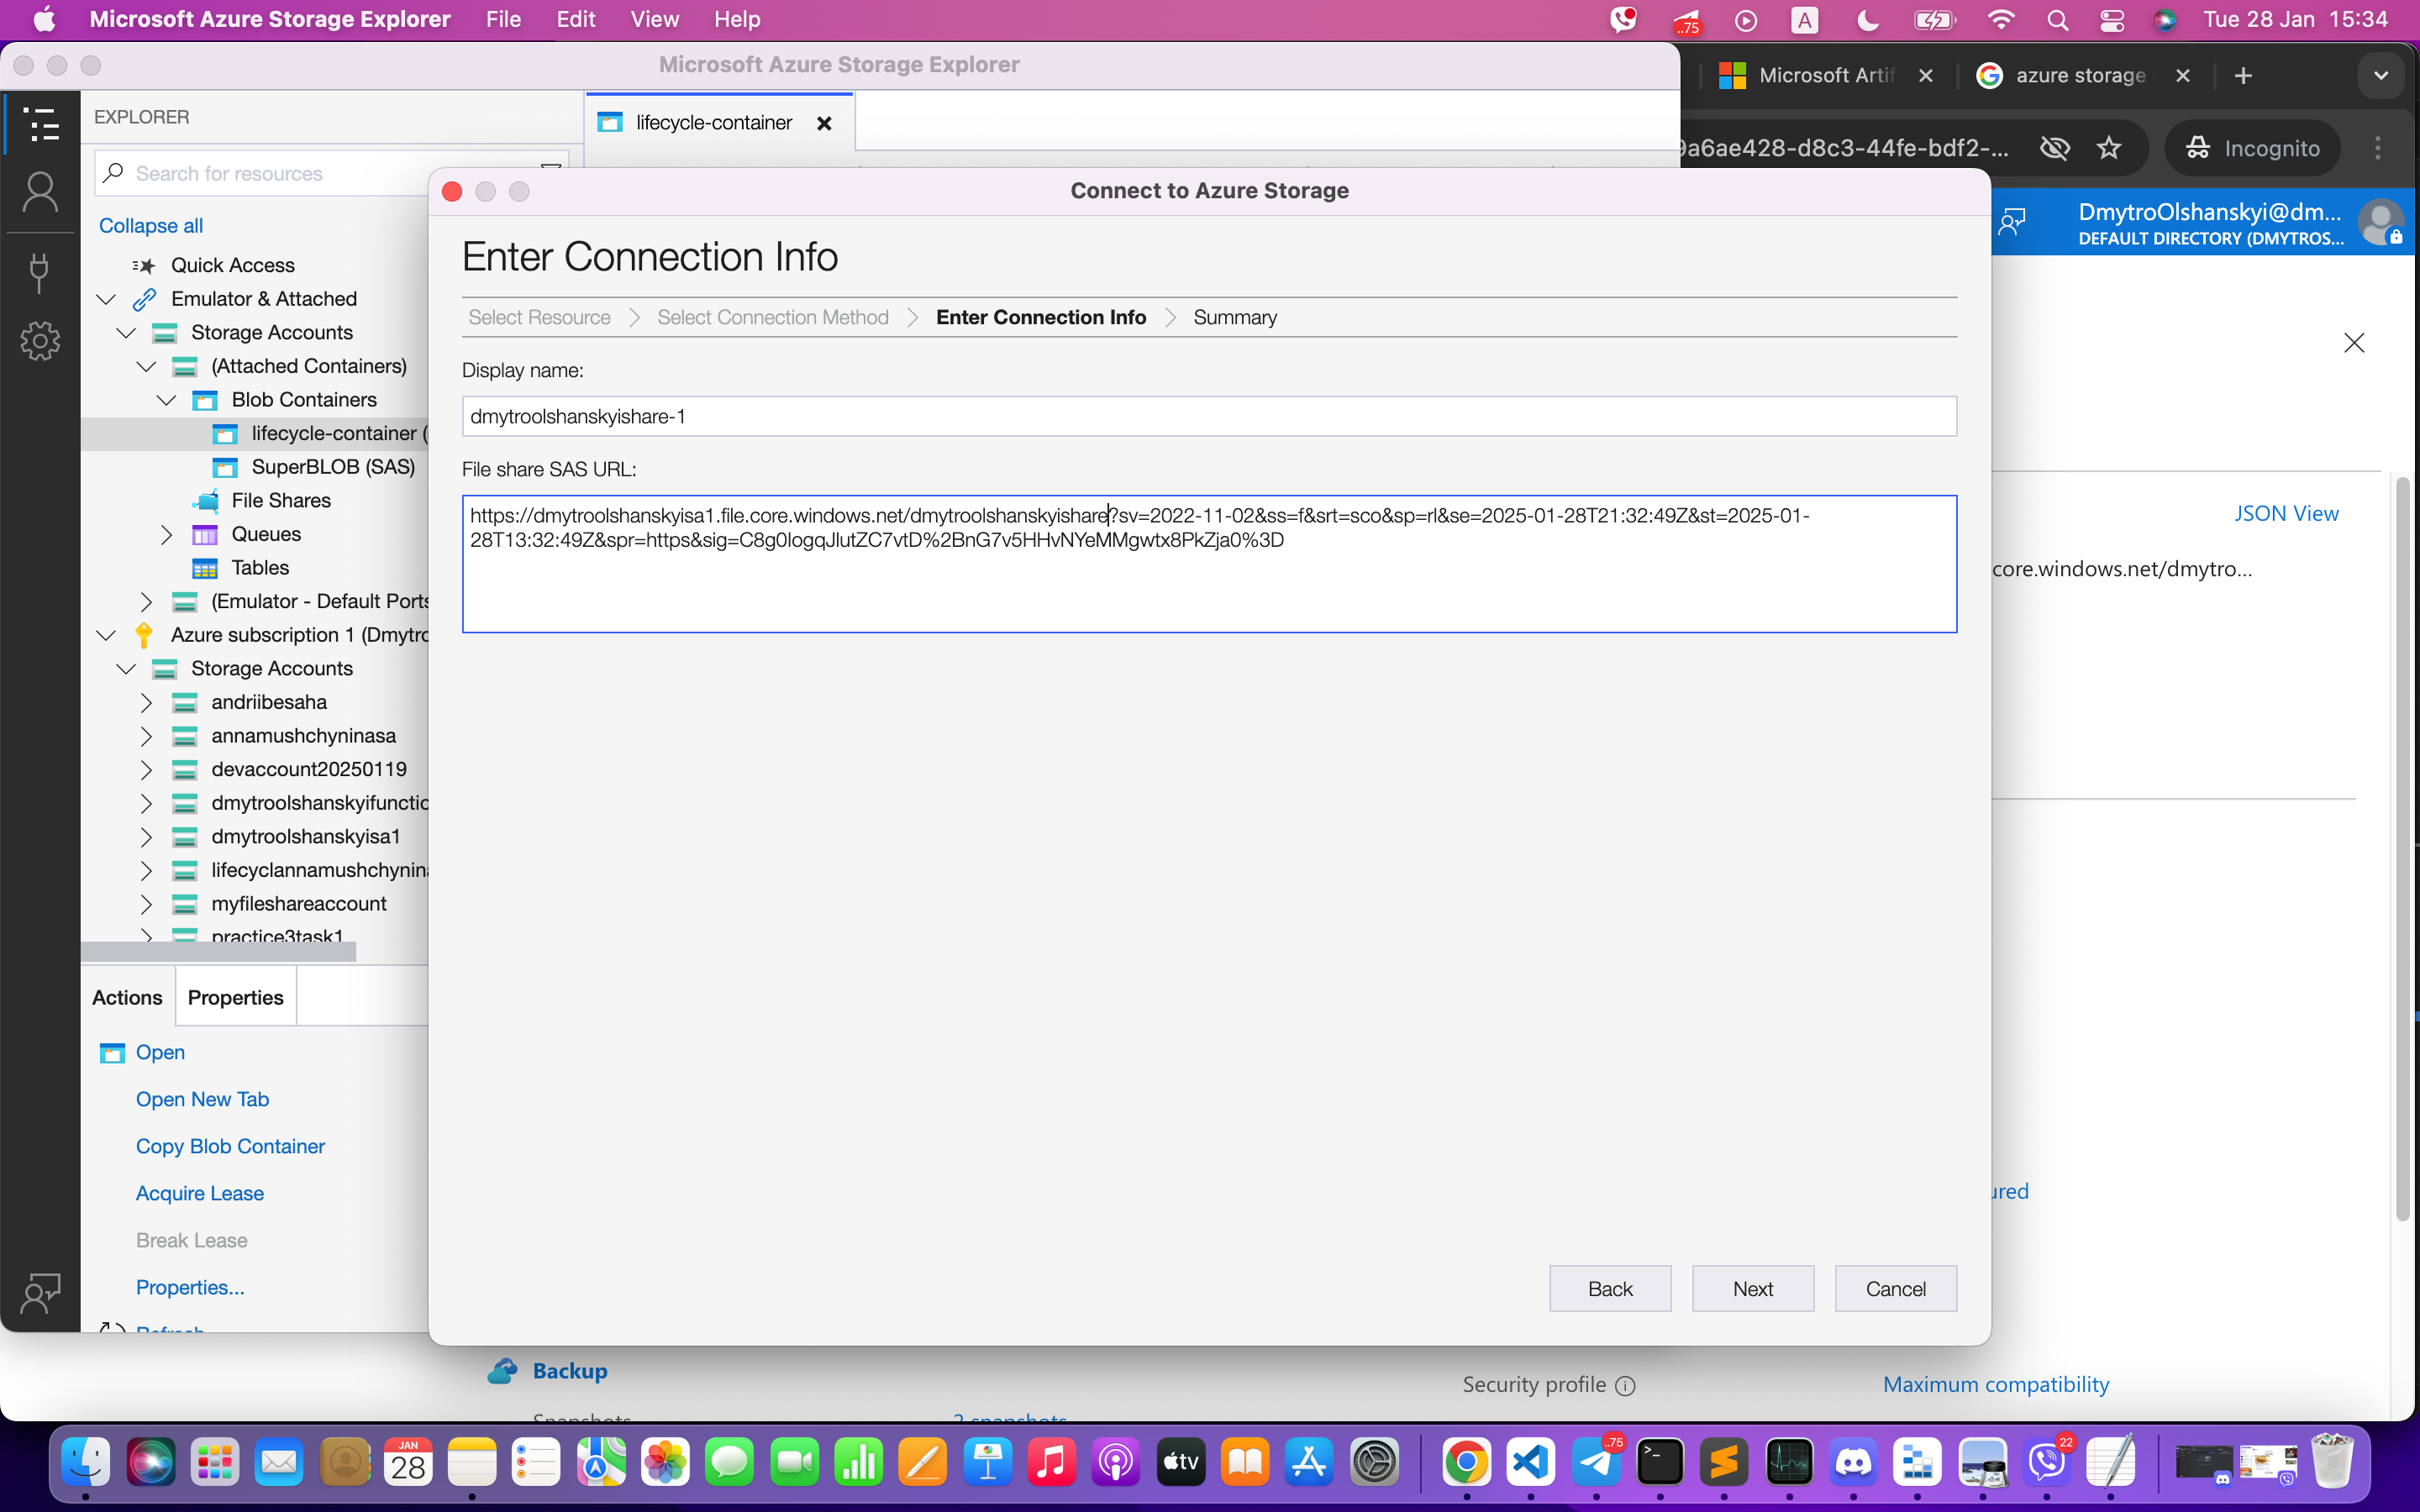 Microsoft Azure Storage Explorer File Edit View Help
..75 A Tue 28 Jan 15:34
Microsoft Azure Storage Explorer
Microsoft Artif azure storage
EXPLORER
lifecycle-container
9a6ae428-d8c3-44fe-bdf2-... Incognito
Search for resources
Connect to Azure Storage
DmytroOlshanskyi@dm...
DEFAULT DIRECTORY (DMYTROS...
Collapse all
Quick Access
Emulator & Attached
Storage Accounts
(Attached Containers)
Blob Containers
lifecycle-container (
SuperBLOB (SAS)
File Shares
Queues
Tables
(Emulator - Default Ports
Azure subscription 1 (Dmytro
Storage Accounts
andriibesaha
annamushchyninasa
devaccount20250119
dmytroolshanskyifunctio
dmytroolshanskyisa1
lifecyclannamushchynina
myfileshareaccount
practice3task1
Actions Properties
Open
Open New Tab
Copy Blob Container
Acquire Lease
Break Lease
Properties...
Refresh
Enter Connection Info
Select Resource Select Connection Method Enter Connection Info Summary
Display name:
dmytroolshanskyishare-1
File share SAS URL:
https://dmytroolshanskyisa1.file.core.windows.net/dmytroolshanskyishare?sv=2022-11-02&ss=f&srt=sco&sp=rl&se=2025-01-28T21:32:49Z&st=2025-01-
28T13:32:49Z&spr=https&sig=C8g0logqJlutZC7vtD%2BnG7v5HHvNYeMMgwtx8PkZja0%3D
Back Next Cancel
JSON View
core.windows.net/dmytro...
ured
Backup
Security profile Maximum compatibility
Snapshots 2 snapshots
JAN
28
tv
..75
22